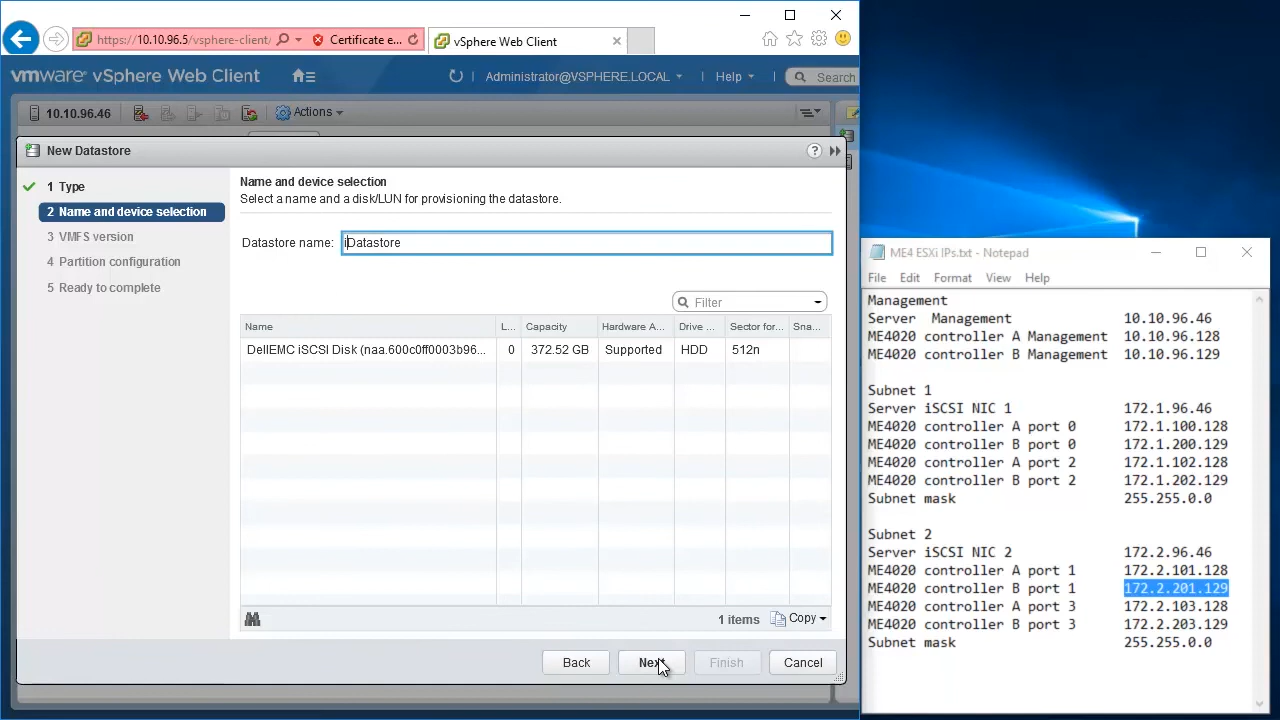 https://10.10.96.5/vsphere-client/
Certificate e...
vSphere Web Client
vmware® vSphere Web Client
Administrator@VSPHERE.LOCAL
Help
Search
10.10.96.46
Actions
New Datastore
1 Type
2 Name and device selection
3 VMFS version
4 Partition configuration
5 Ready to complete
Name and device selection
Select a name and a disk/LUN for provisioning the datastore.
Datastore name: iDatastore
Filter
Name L... Capacity Hardware A... Drive ... Sector for... Sna...
DellEMC iSCSI Disk (naa.600c0ff0003b96... 0 372.52 GB Supported HDD 512n
1 items Copy
Back Next Finish Cancel
ME4 ESXi IPs.txt - Notepad
File Edit Format View Help
Management
Server  Management 10.10.96.46
ME4020 controller A Management 10.10.96.128
ME4020 controller B Management 10.10.96.129
Subnet 1
Server iSCSI NIC 1 172.1.96.46
ME4020 controller A port 0 172.1.100.128
ME4020 controller B port 0 172.1.200.129
ME4020 controller A port 2 172.1.102.128
ME4020 controller B port 2 172.1.202.129
Subnet mask 255.255.0.0
Subnet 2
Server iSCSI NIC 2 172.2.96.46
ME4020 controller A port 1 172.2.101.128
ME4020 controller B port 1 172.2.201.129
ME4020 controller A port 3 172.2.103.128
ME4020 controller B port 3 172.2.203.129
Subnet mask 255.255.0.0